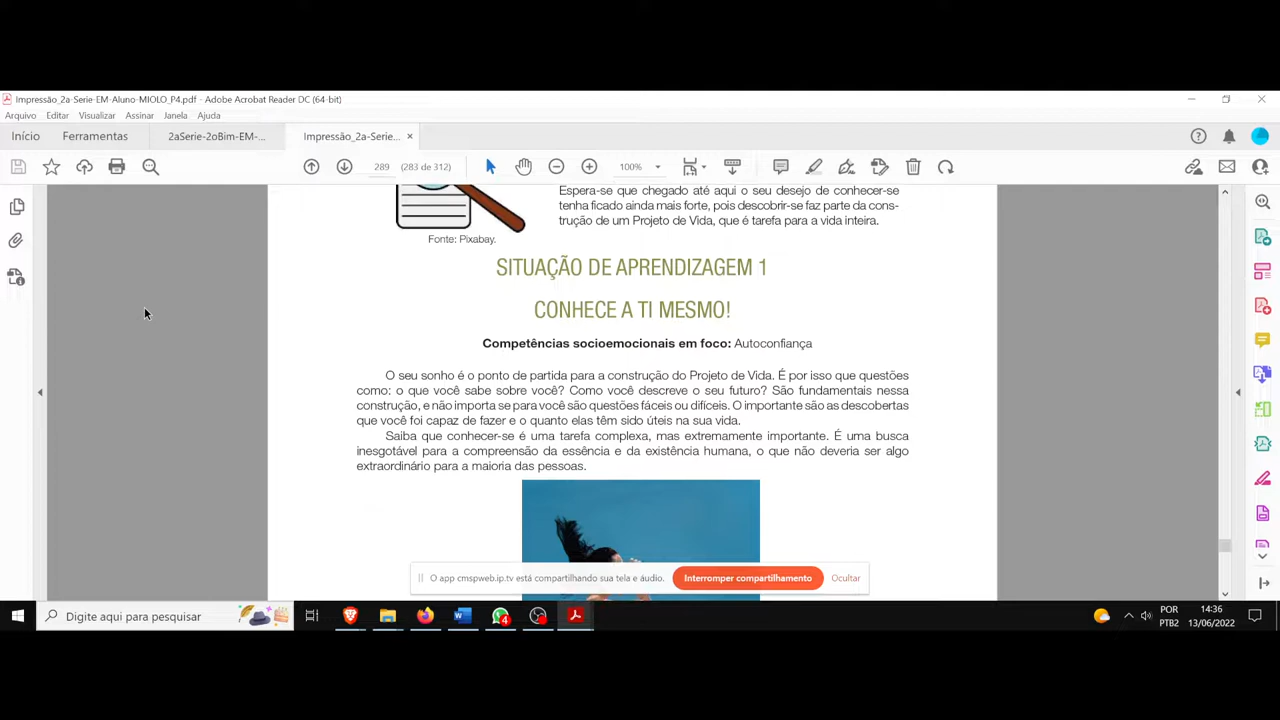 Impressão_2a-Serie-EM-Aluno-MIOLO_P4.pdf - Adobe Acrobat Reader DC (64-bit)
Arquivo Editar Visualizar Assinar Janela Ajuda
Início Ferramentas 2aSerie-2oBim-EM-... Impressão_2a-Serie...
289 (283 de 312) 100%
Espera-se que chegado até aqui o seu desejo de conhecer-se
tenha ficado ainda mais forte, pois descobrir-se faz parte da cons-
trução de um Projeto de Vida, que é tarefa para a vida inteira.
Fonte: Pixabay.
SITUAÇÃO DE APRENDIZAGEM 1
CONHECE A TI MESMO!
Competências socioemocionais em foco: Autoconfiança
O seu sonho é o ponto de partida para a construção do Projeto de Vida. É por isso que questões
como: o que você sabe sobre você? Como você descreve o seu futuro? São fundamentais nessa
construção, e não importa se para você são questões fáceis ou difíceis. O importante são as descobertas
que você foi capaz de fazer e o quanto elas têm sido úteis na sua vida.
Saiba que conhecer-se é uma tarefa complexa, mas extremamente importante. É uma busca
inesgotável para a compreensão da essência e da existência humana, o que não deveria ser algo
extraordinário para a maioria das pessoas.
O app cmspweb.ip.tv está compartilhando sua tela e áudio. Interromper compartilhamento Ocultar
Digite aqui para pesquisar
4
POR
PTB2
14:36
13/06/2022